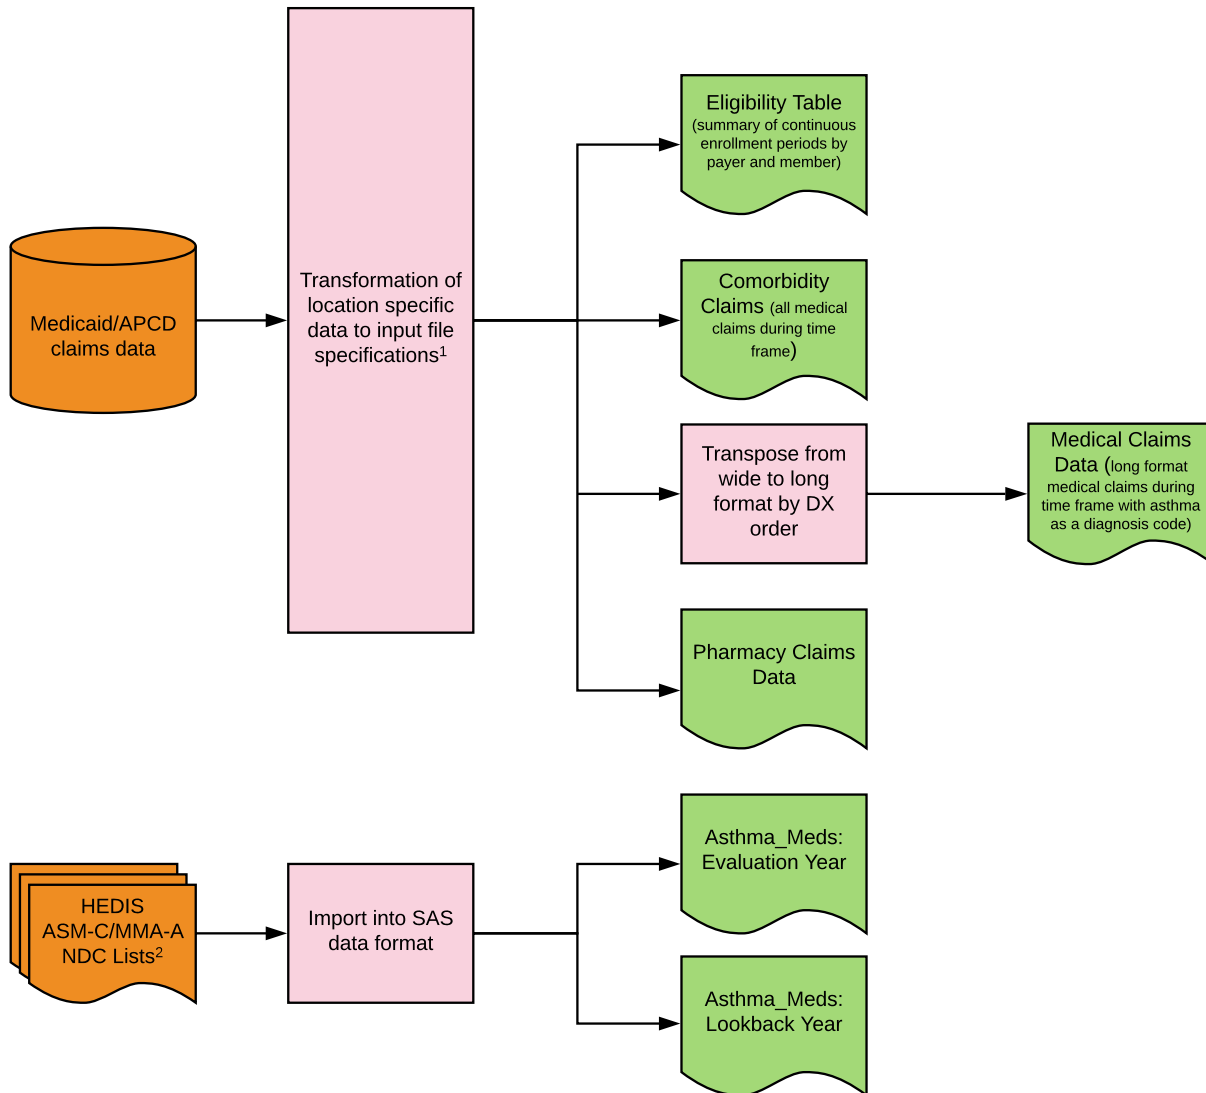 Medicaid/APCD
claims data
Transformation of
location specific
data to input file
specifications¹
Eligibility Table
(summary of continuous
enrollment periods by
payer and member)
Comorbidity
Claims (all medical
claims during time
frame)
Transpose from
wide to long
format by DX
order
Medical Claims
Data (long format
medical claims during
time frame with asthma
as a diagnosis code)
Pharmacy Claims
Data
HEDIS
ASM-C/MMA-A
NDC Lists²
Import into SAS
data format
Asthma_Meds:
Evaluation Year
Asthma_Meds:
Lookback Year